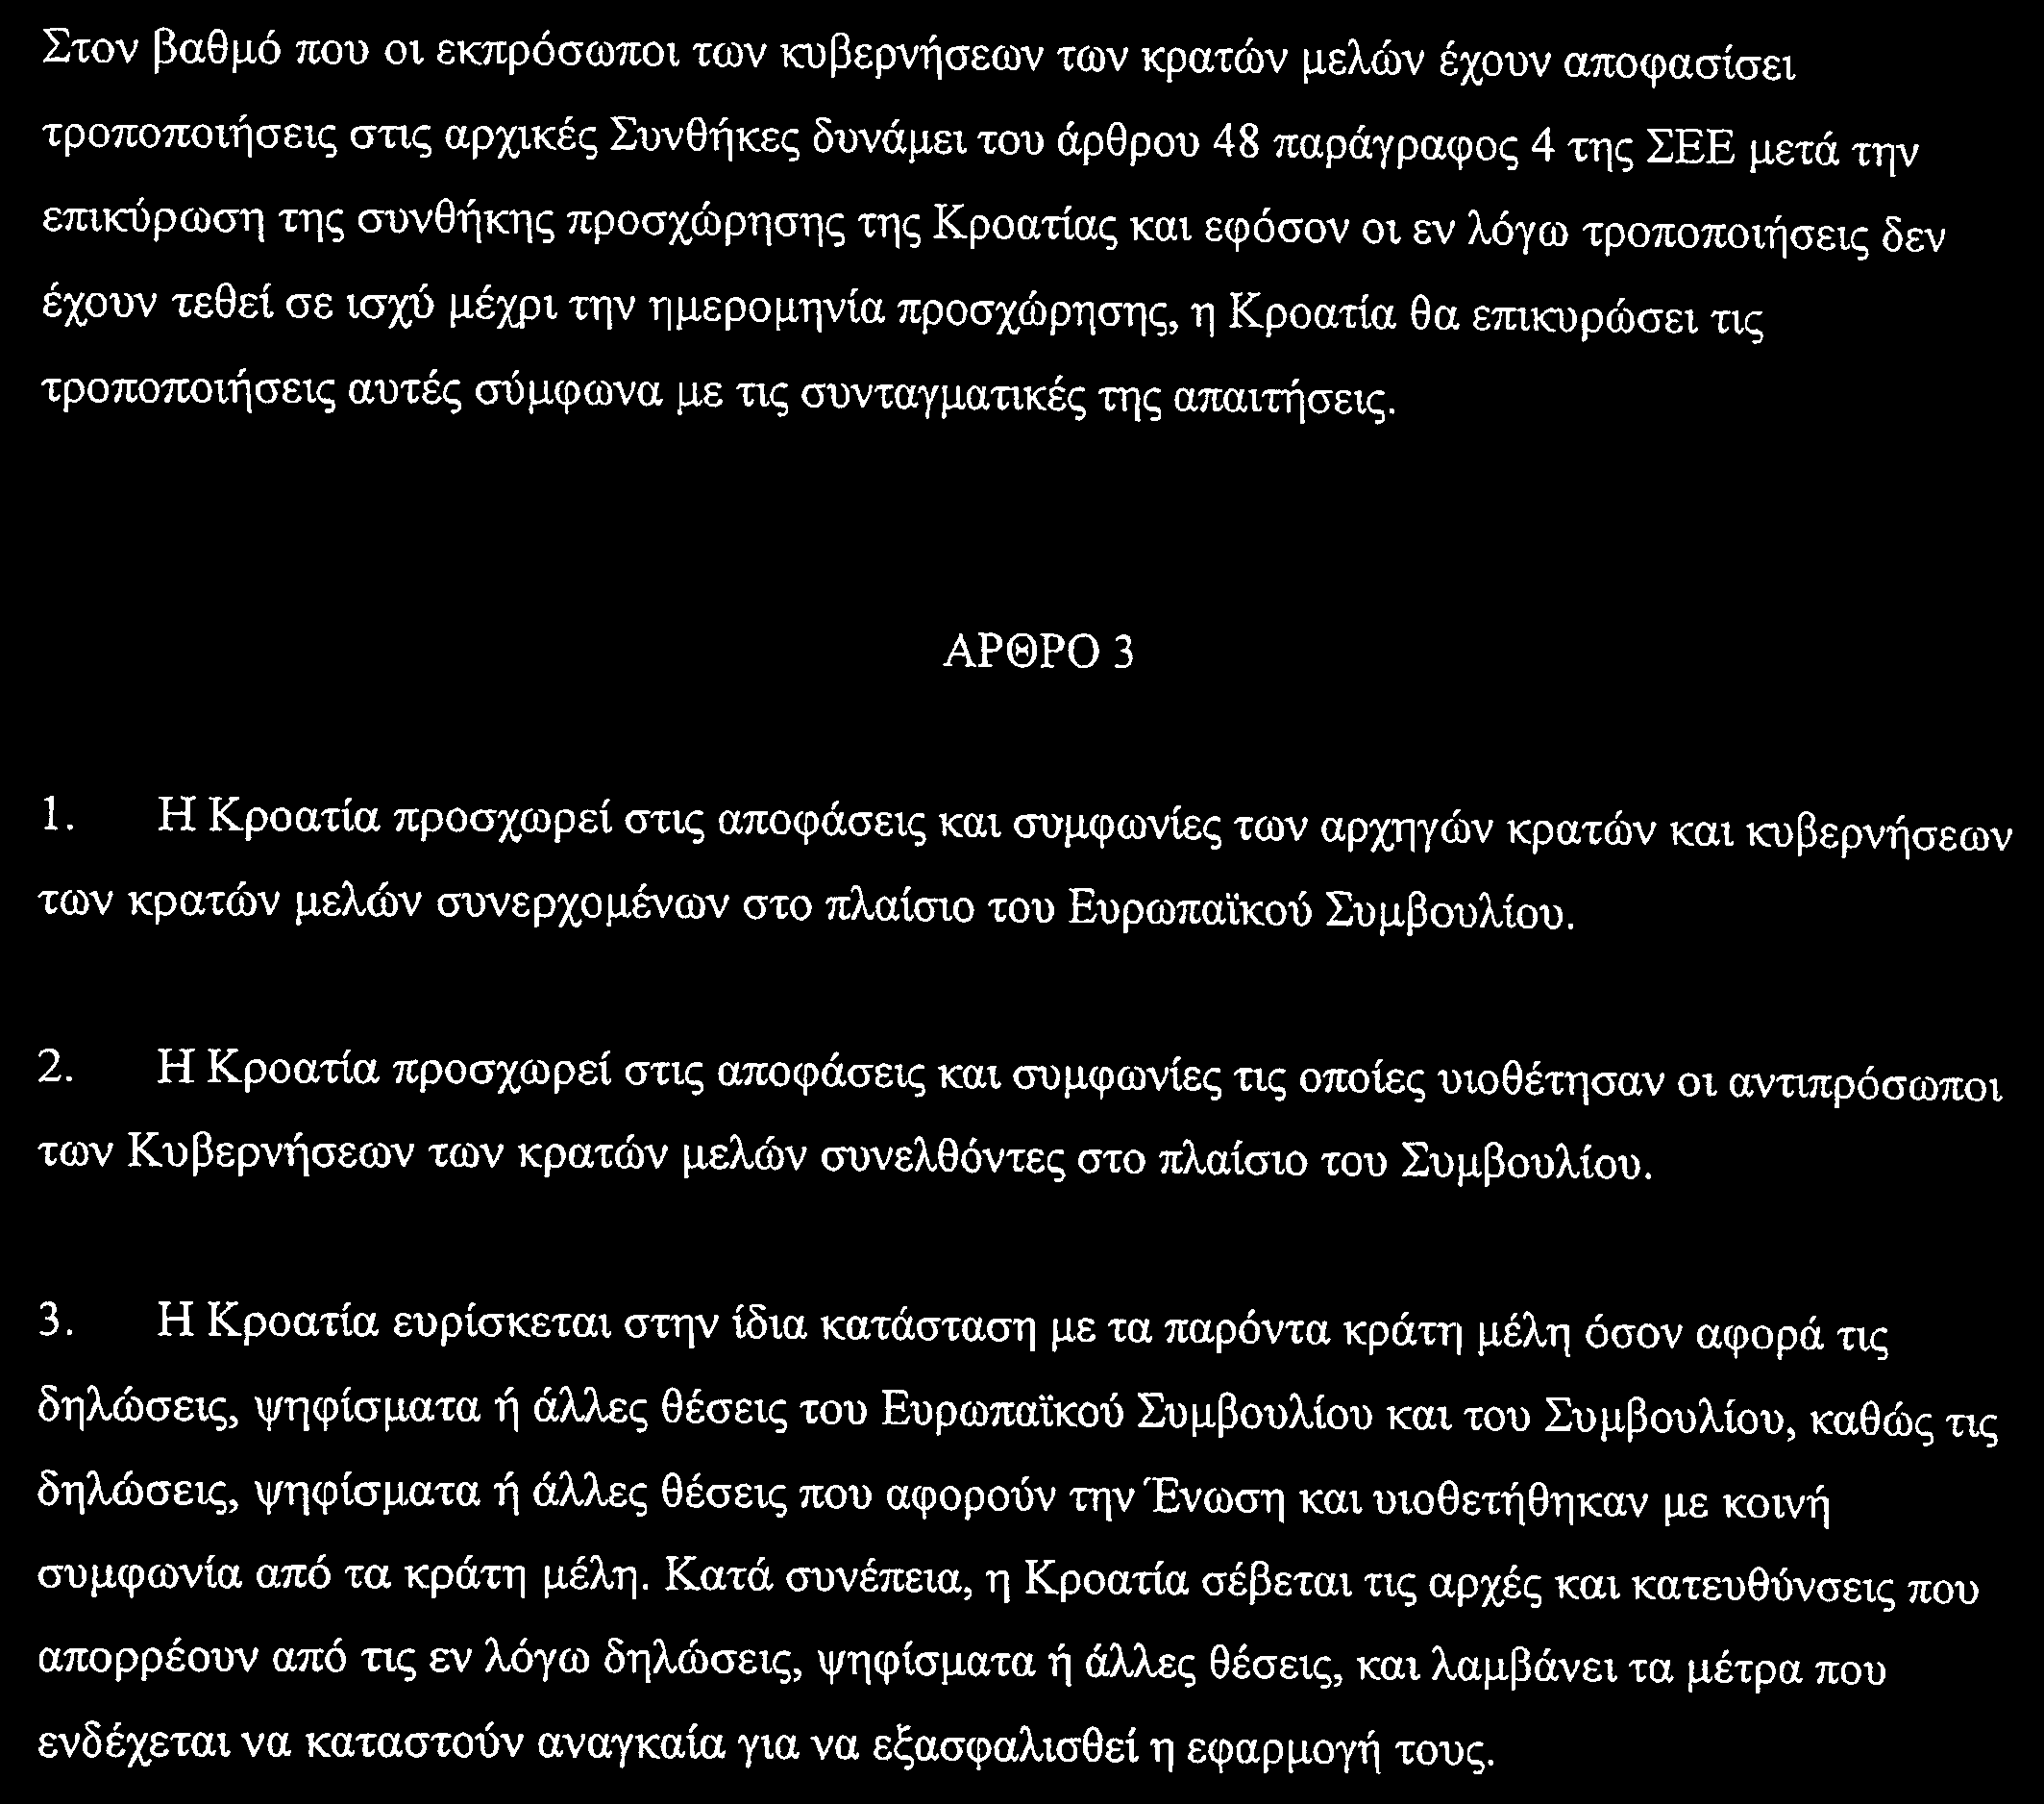 Στον βαθμό που οι εκπρόσωποι των κυβερνήσεων των κρατών μελών έχουν αποφασίσει
τροποποιήσεις στις αρχικές Συνθήκες δυνάμει του άρθρου 48 παράγραφος 4 της ΣΕΕ μετά την
επικύρωση της συνθήκης προσχώρησης της Κροατίας και εφόσον οι εν λόγω τροποποιήσεις δεν
έχουν τεθεί σε ισχύ μέχρι την ημερομηνία προσχώρησης, η Κροατία θα επικυρώσει τις
τροποποιήσεις αυτές σύμφωνα με τις συνταγματικές της απαιτήσεις.
ΑΡΘΡΟ 3
1. Η Κροατία προσχωρεί στις αποφάσεις και συμφωνίες των αρχηγών κρατών και κυβερνήσεων
των κρατών μελών συνερχομένων στο πλαίσιο του Ευρωπαϊκού Συμβουλίου.
2. Η Κροατία προσχωρεί στις αποφάσεις και συμφωνίες τις οποίες υιοθέτησαν οι αντιπρόσωποι
των Κυβερνήσεων των κρατών μελών συνελθόντες στο πλαίσιο του Συμβουλίου.
3. Η Κροατία ευρίσκεται στην ίδια κατάσταση με τα παρόντα κράτη μέλη όσον αφορά τις
δηλώσεις, ψηφίσματα ή άλλες θέσεις του Ευρωπαϊκού Συμβουλίου και του Συμβουλίου, καθώς τις
δηλώσεις, ψηφίσματα ή άλλες θέσεις που αφορούν την Ένωση και υιοθετήθηκαν με κοινή
συμφωνία από τα κράτη μέλη. Κατά συνέπεια, η Κροατία σέβεται τις αρχές και κατευθύνσεις που
απορρέουν από τις εν λόγω δηλώσεις, ψηφίσματα ή άλλες θέσεις, και λαμβάνει τα μέτρα που
ενδέχεται να καταστούν αναγκαία για να εξασφαλισθεί η εφαρμογή τους.